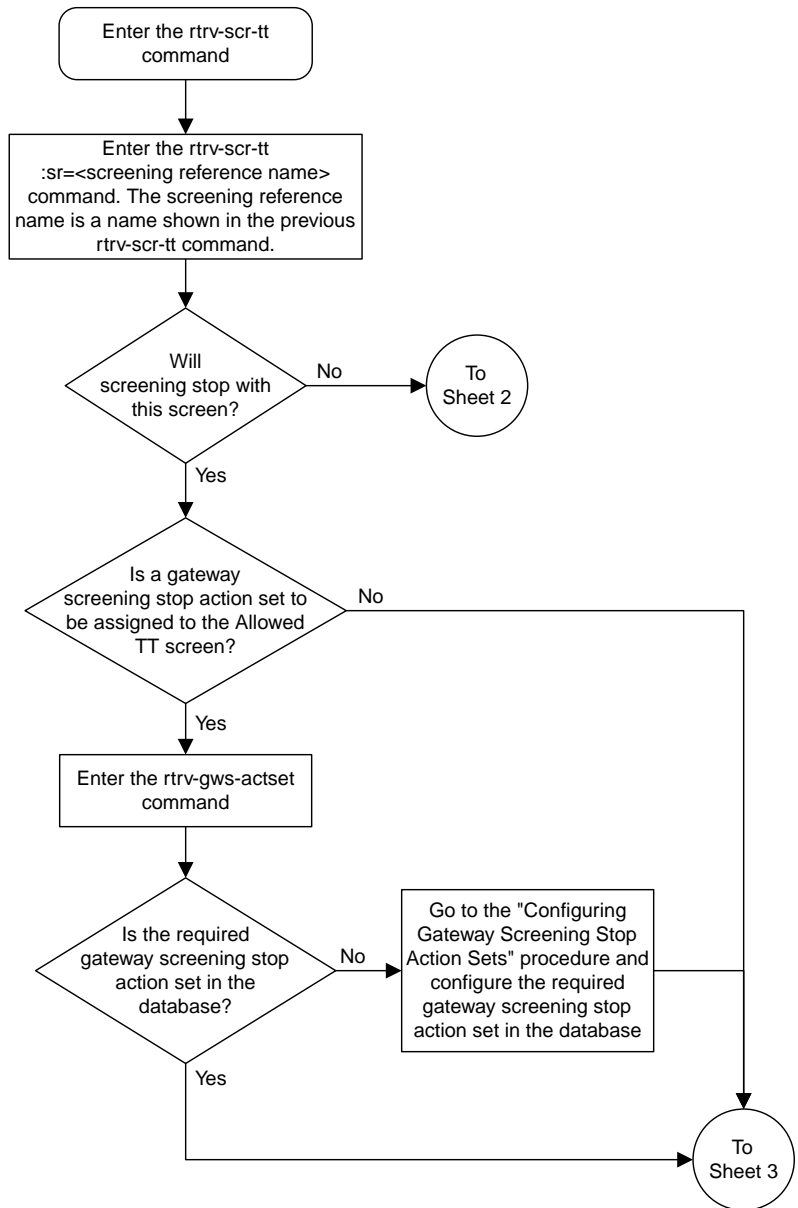 Enter the rtrv-scr-tt
command
Enter the rtrv-scr-tt
:sr=<screening reference name>
command. The screening reference
name is a name shown in the previous
rtrv-scr-tt command.
Will
screening stop with
this screen?
No
To
Sheet 2
Yes
Is a gateway
screening stop action set to
be assigned to the Allowed
TT screen?
No
Yes
Enter the rtrv-gws-actset
command
Is the required
gateway screening stop
action set in the
database?
No
Go to the "Configuring
Gateway Screening Stop
Action Sets" procedure and
configure the required
gateway screening stop
action set in the database
Yes
To
Sheet 3